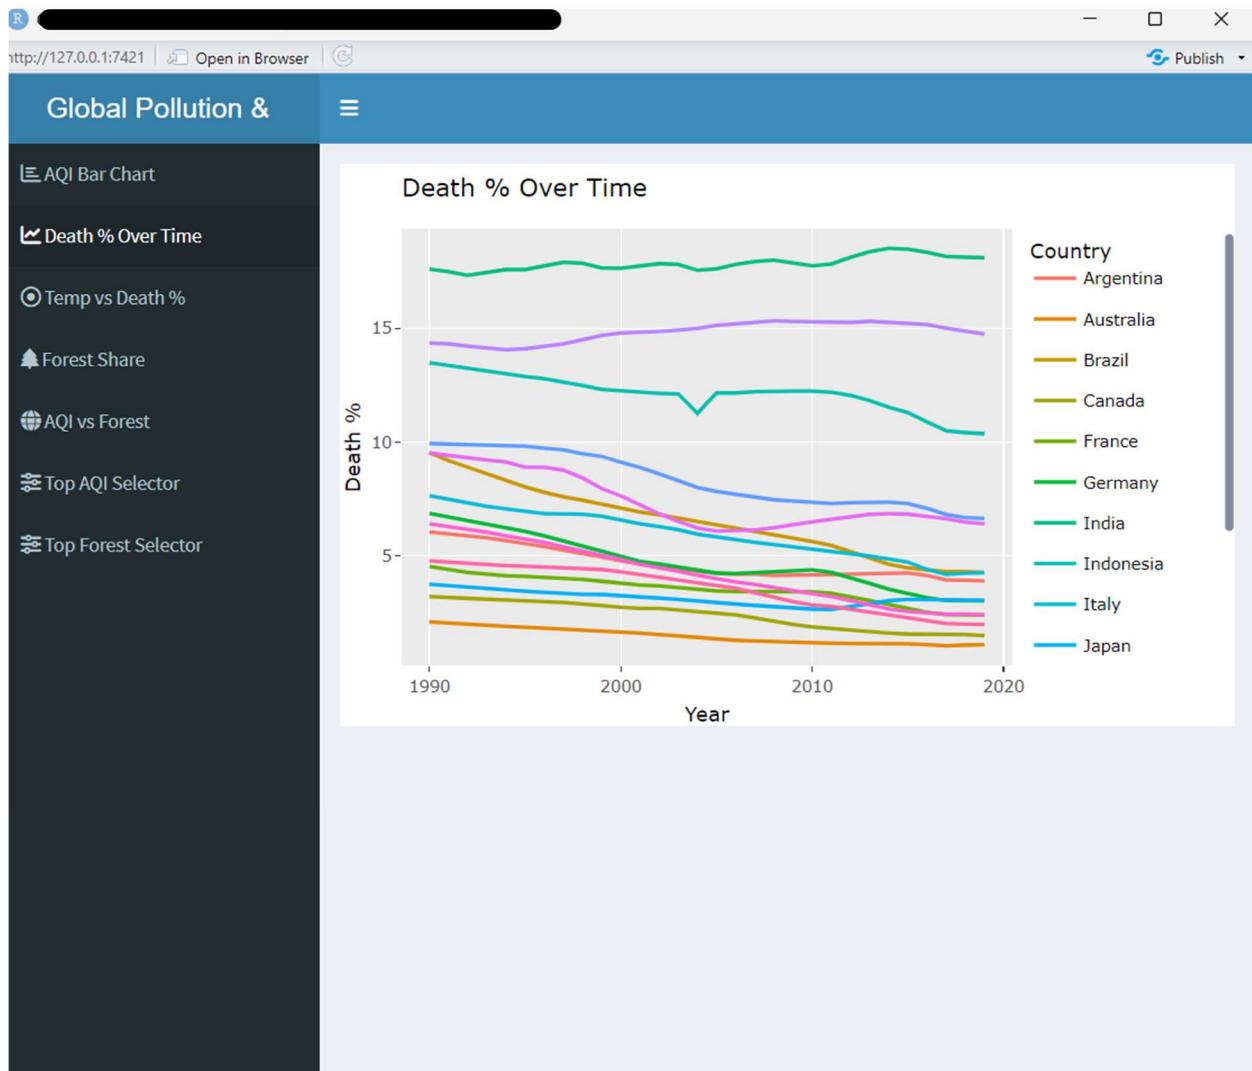 R
http://127.0.0.1:7421 Open in Browser Publish
Global Pollution &
AQI Bar Chart
Death % Over Time
Temp vs Death %
Forest Share
AQI vs Forest
Top AQI Selector
Top Forest Selector
Death % Over Time
15
10
5
Death %
1990 2000 2010 2020
Year
Country
Argentina
Australia
Brazil
Canada
France
Germany
India
Indonesia
Italy
Japan